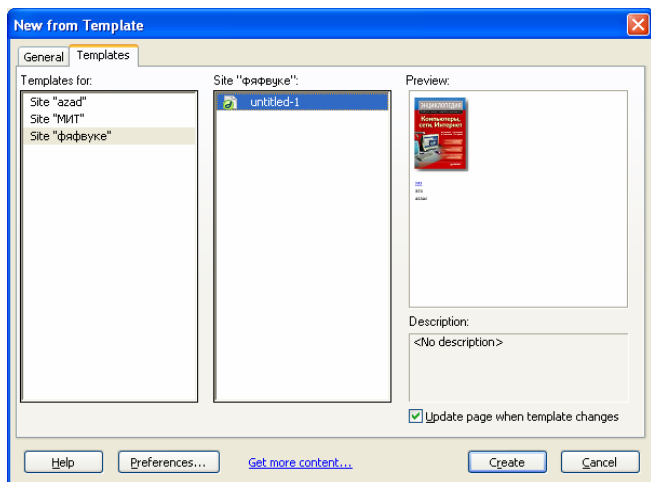 New from Template
General Templates
Templates for:
Site "azad"
Site "МИТ"
Site "фяфвуке"
Site "фяфвуке":
untitled-1
Preview:
ЭНЦИКЛОПЕДИЯ
Компьютеры,
сети, Интернет
Description:
<No description>
Update page when template changes
Help
Preferences...
Get more content...
Create
Cancel